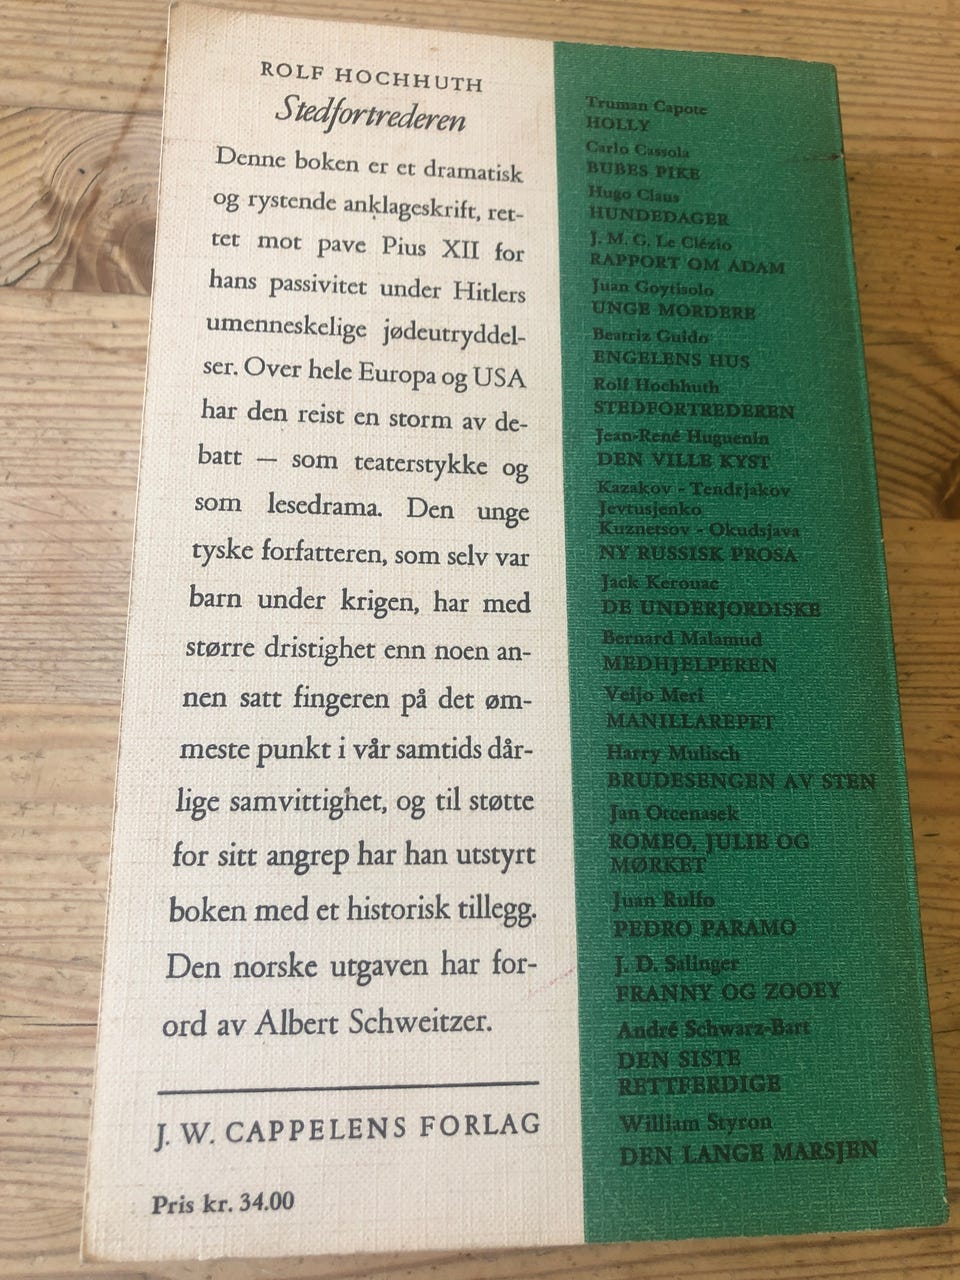 ROLF HOCHHUTH
Stedfortrederen
Denne boken er et dramatisk
og rystende anklageskrift, ret-
tet mot pave Pius XII for
hans passivitet under Hitlers
umenneskelige jødeutryddel-
ser. Over hele Europa og USA
har den reist en storm av de-
batt — som teaterstykke og
som lesedrama. Den unge
tyske forfatteren, som selv var
barn under krigen, har med
større dristighet enn noen an-
nen satt fingeren på det øm-
meste punkt i vår samtids dår-
lige samvittighet, og til støtte
for sitt angrep har han utstyrt
boken med et historisk tillegg.
Den norske utgaven har for-
ord av Albert Schweitzer.
J. W. CAPPELENS FORLAG
Pris kr. 34.00
Truman Capote
HOLLY
Carlo Cassola
BUBES PIKE
Hugo Claus
HUNDEDAGER
J. M. G. Le Clézio
RAPPORT OM ADAM
Juan Goytisolo
UNGE MORDERE
Beatriz Guido
ENGELENS HUS
Rolf Hochhuth
STEDFORTREDEREN
Jean-René Huguenin
DEN VILLE KYST
Kazakov - Tendrjakov
Jevtusjenko
Kuznetsov - Okudsjava
NY RUSSISK PROSA
Jack Kerouac
DE UNDERJORDISKE
Bernard Malamud
MEDHJELPEREN
Veijo Meri
MANILLAREPET
Harry Mulisch
BRUDESENGEN AV STEN
Jan Otcenasek
ROMEO, JULIE OG
MØRKET
Juan Rulfo
PEDRO PARAMO
J. D. Salinger
FRANNY OG ZOOEY
André Schwarz-Bart
DEN SISTE
RETTFERDIGE
William Styron
DEN LANGE MARSJEN